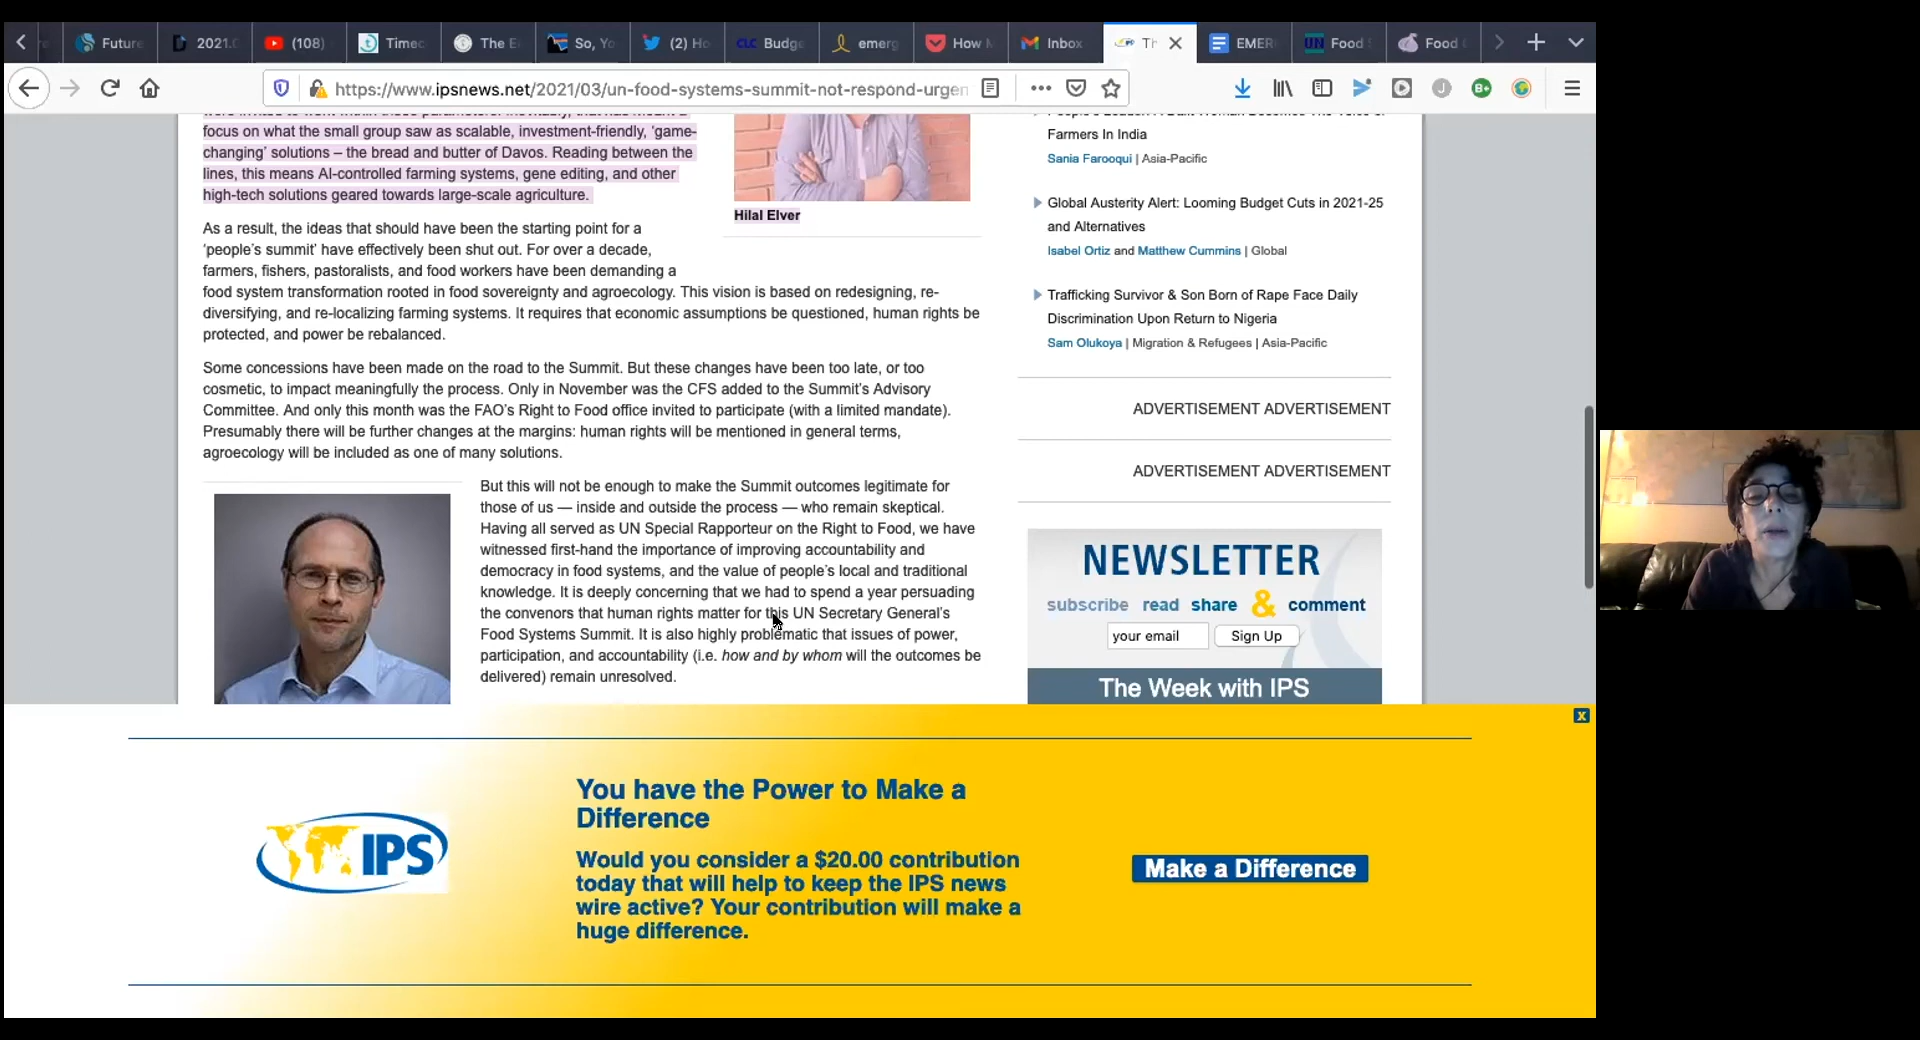 Future
2021.
(108)
Timec
The E
So, Yo
(2) Ho
CLC Budge
emerg
How
Inbox
Th
EMER
UN Food
Food
https://www.ipsnews.net/2021/03/un-food-systems-summit-not-respond-urgen
focus on what the small group saw as scalable, investment-friendly, ‘game-
changing’ solutions – the bread and butter of Davos. Reading between the
lines, this means AI-controlled farming systems, gene editing, and other
high-tech solutions geared towards large-scale agriculture.
Hilal Elver
As a result, the ideas that should have been the starting point for a
‘people’s summit’ have effectively been shut out. For over a decade,
farmers, fishers, pastoralists, and food workers have been demanding a
food system transformation rooted in food sovereignty and agroecology. This vision is based on redesigning, re-
diversifying, and re-localizing farming systems. It requires that economic assumptions be questioned, human rights be
protected, and power be rebalanced.
Some concessions have been made on the road to the Summit. But these changes have been too late, or too
cosmetic, to impact meaningfully the process. Only in November was the CFS added to the Summit’s Advisory
Committee. And only this month was the FAO’s Right to Food office invited to participate (with a limited mandate).
Presumably there will be further changes at the margins: human rights will be mentioned in general terms,
agroecology will be included as one of many solutions.
But this will not be enough to make the Summit outcomes legitimate for
those of us — inside and outside the process — who remain skeptical.
Having all served as UN Special Rapporteur on the Right to Food, we have
witnessed first-hand the importance of improving accountability and
democracy in food systems, and the value of people’s local and traditional
knowledge. It is deeply concerning that we had to spend a year persuading
the convenors that human rights matter for this UN Secretary General’s
Food Systems Summit. It is also highly problematic that issues of power,
participation, and accountability (i.e. how and by whom will the outcomes be
delivered) remain unresolved.
Farmers In India
Sania Farooqui | Asia-Pacific
Global Austerity Alert: Looming Budget Cuts in 2021-25
and Alternatives
Isabel Ortiz and Matthew Cummins | Global
Trafficking Survivor & Son Born of Rape Face Daily
Discrimination Upon Return to Nigeria
Sam Olukoya | Migration & Refugees | Asia-Pacific
ADVERTISEMENT ADVERTISEMENT
ADVERTISEMENT ADVERTISEMENT
NEWSLETTER
subscribe read share & comment
your email Sign Up
The Week with IPS
x
IPS
You have the Power to Make a
Difference
Would you consider a $20.00 contribution
today that will help to keep the IPS news
wire active? Your contribution will make a
huge difference.
Make a Difference